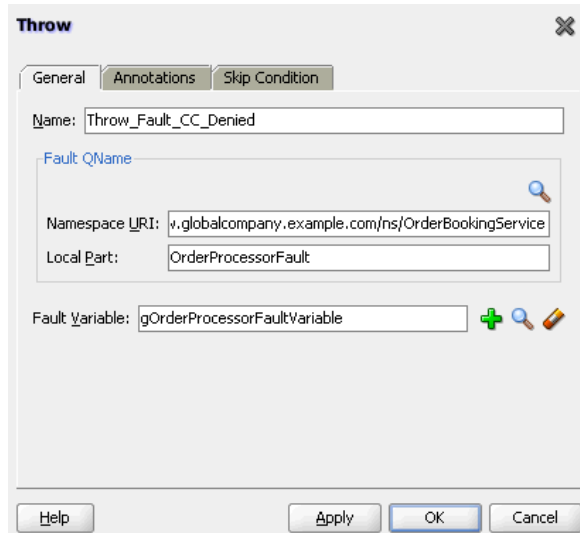 Throw
General Annotations Skip Condition
Name: Throw_Fault_CC_Denied
Fault QName
Namespace URI: .globalcompany.example.com/ns/OrderBookingService
Local Part: OrderProcessorFault
Fault Variable: gOrderProcessorFaultVariable
Help Apply OK Cancel